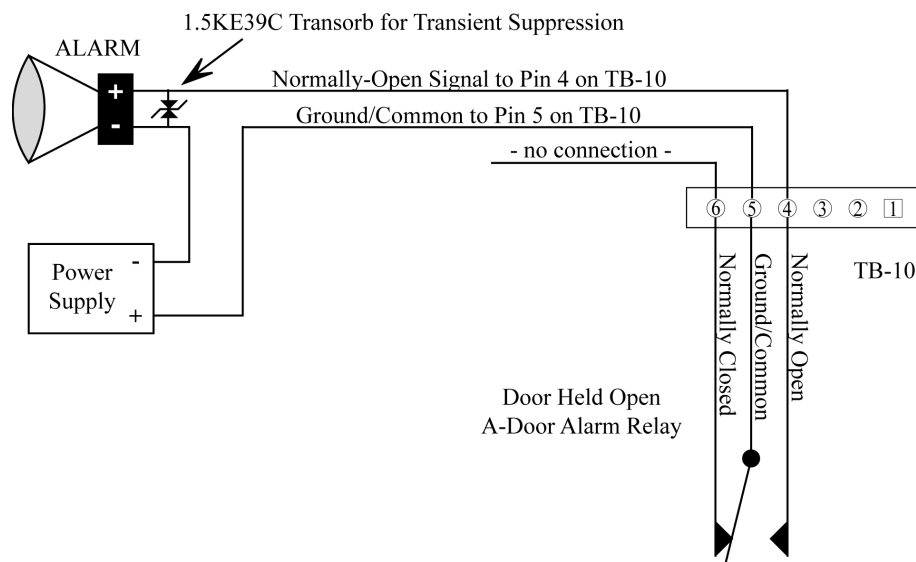 1.5KE39C Transorb for Transient Suppression
ALARM
+
-
Normally-Open Signal to Pin 4 on TB-10
Ground/Common to Pin 5 on TB-10
- no connection -
6 5 4 3 2 1
TB-10
Power
Supply
-
+
Normally Closed
Ground/Common
Normally Open
Door Held Open
A-Door Alarm Relay